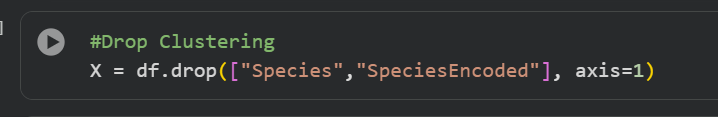 ]
#Drop Clustering
X = df.drop(["Species","SpeciesEncoded"], axis=1)